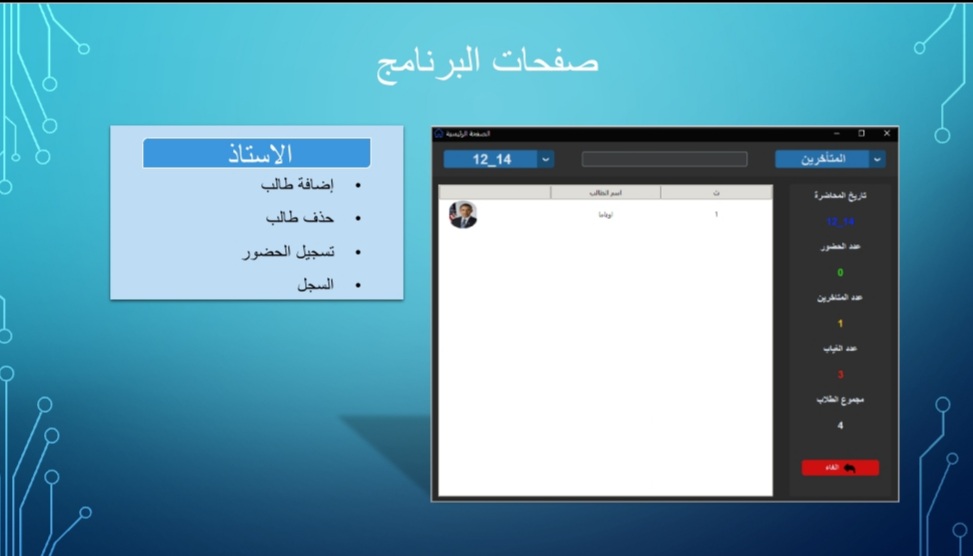 صفحات البرنامج
الاستاذ
إضافة طالب
حذف طالب
تسجيل الحضور
السجل
الصفحة الرئيسية
المتأخرين
12_14
ت
اسم الطالب
1
اوباما
تاريخ المحاضرة
12_14
عدد الحضور
0
عدد المتاخرين
1
عدد الغياب
3
مجموع الطلاب
4
الغاء